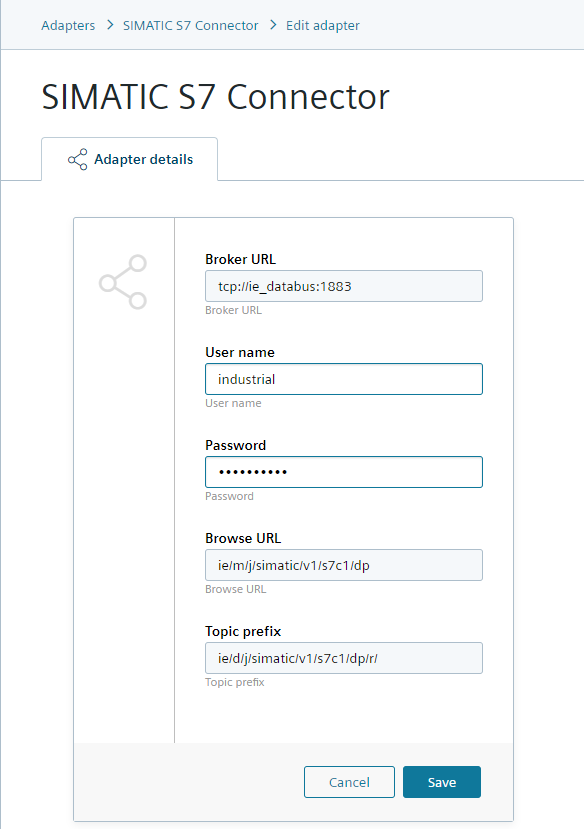 Adapters > SIMATIC S7 Connector > Edit adapter
SIMATIC S7 Connector
Adapter details
Broker URL
tcp://ie_databus:1883
Broker URL
User name
industrial
User name
Password
••••••••••
Password
Browse URL
ie/m/j/simatic/v1/s7c1/dp
Browse URL
Topic prefix
ie/d/j/simatic/v1/s7c1/dp/r/
Topic prefix
Cancel Save